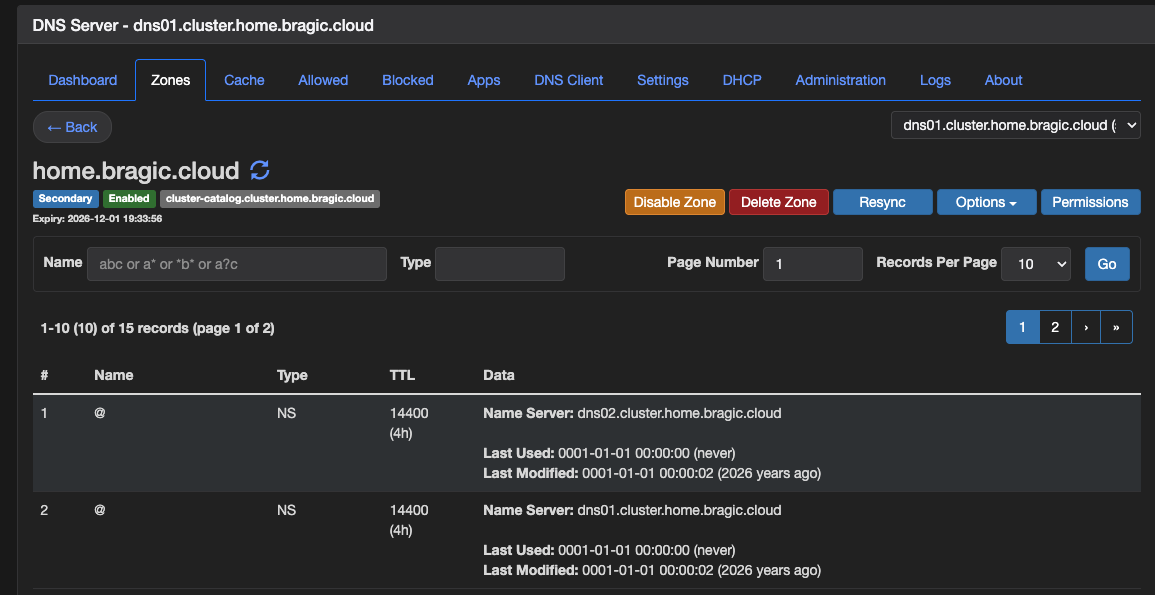 DNS Server - dns01.cluster.home.bragic.cloud
Dashboard Zones Cache Allowed Blocked Apps DNS Client Settings DHCP Administration Logs About
← Back
dns01.cluster.home.bragic.cloud (
home.bragic.cloud
Secondary Enabled cluster-catalog.cluster.home.bragic.cloud
Expiry: 2026-12-01 19:33:56
Disable Zone Delete Zone Resync Options Permissions
Name abc or a* or *b* or a?c Type Page Number 1 Records Per Page 10 Go
1-10 (10) of 15 records (page 1 of 2)
1 2 › »
# Name Type TTL Data
1 @ NS 14400 Name Server: dns02.cluster.home.bragic.cloud
(4h)
Last Used: 0001-01-01 00:00:00 (never)
Last Modified: 0001-01-01 00:00:02 (2026 years ago)
2 @ NS 14400 Name Server: dns01.cluster.home.bragic.cloud
(4h)
Last Used: 0001-01-01 00:00:00 (never)
Last Modified: 0001-01-01 00:00:02 (2026 years ago)